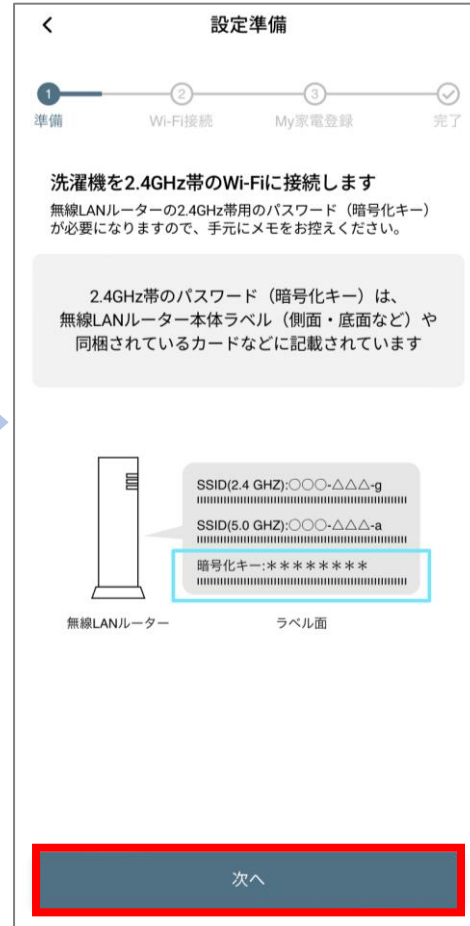 設定準備
1 2 3
準備 Wi-Fi接続 My家電登録 完了
洗濯機を2.4GHz帯のWi-Fiに接続します
無線LANルーターの2.4GHz帯用のパスワード（暗号化キー）
が必要になりますので、手元にメモをお控えください。
2.4GHz帯のパスワード（暗号化キー）は、
無線LANルーター本体ラベル（側面・底面など）や
同梱されているカードなどに記載されています
SSID(2.4 GHZ):○○○-△△△-g
SSID(5.0 GHZ):○○○-△△△-a
暗号化キー:＊＊＊＊＊＊＊＊
無線LANルーター ラベル面
次へ